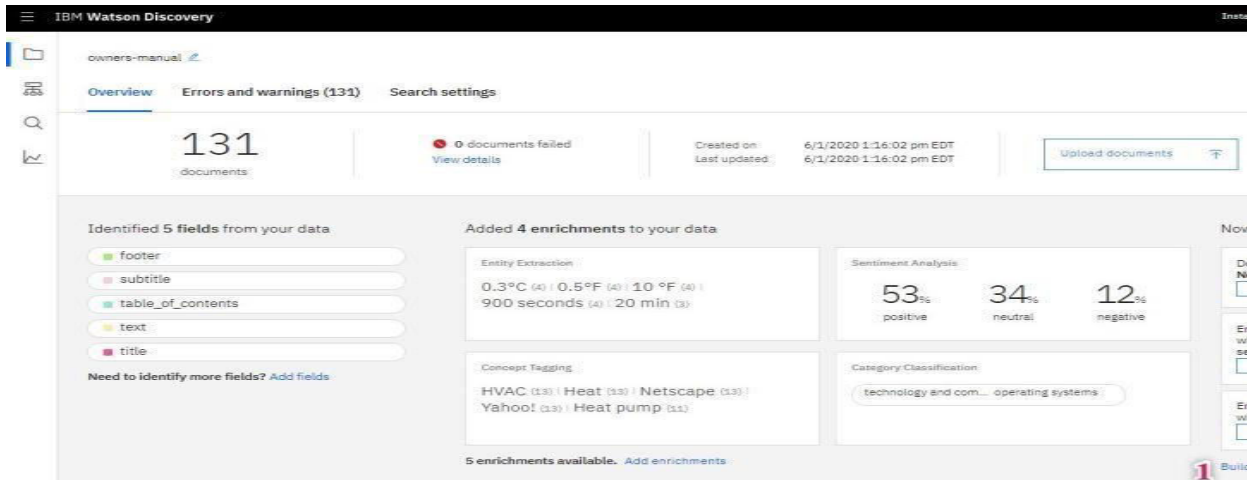 IBM Watson Discovery
Insta
owners-manual
Overview Errors and warnings (131) Search settings
131
documents
0 documents failed
View details
Created on 6/1/2020 1:16:02 pm EDT
Last updated 6/1/2020 1:16:02 pm EDT
Upload documents
Identified 5 fields from your data
footer
subtitle
table_of_contents
text
title
Need to identify more fields? Add fields
Added 4 enrichments to your data
Entity Extraction
0.3°C (4) | 0.5°F (4) | 10 °F (4) |
900 seconds (4) | 20 min (3)
Sentiment Analysis
53% 34% 12%
positive neutral negative
Concept Tagging
HVAC (13) | Heat (13) | Netscape (13) |
Yahoo! (13) | Heat pump (11)
Category Classification
technology and com... operating systems
5 enrichments available. Add enrichments
Now
1
Build